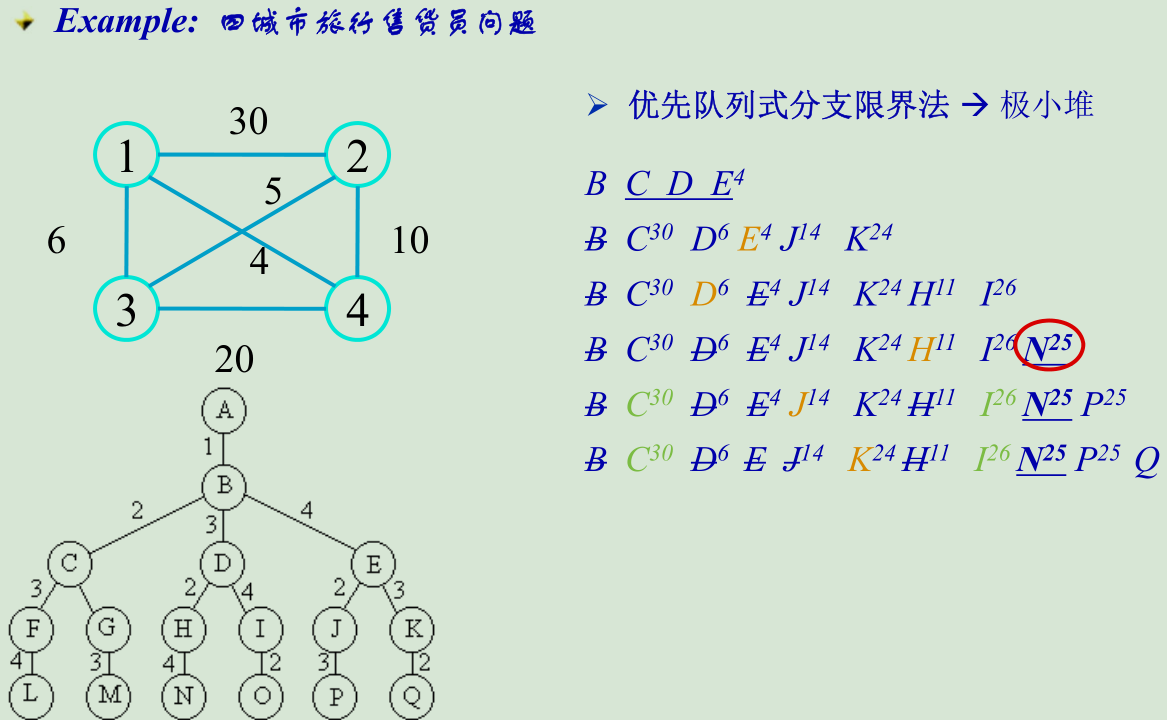 Example: 四城市旅行售货员问题
30
1 2
5
6 10
4
3 4
20
➢ 优先队列式分支限界法 → 极小堆
B C D E4
B C30 D6 E4 J14 K24
B C30 D6 E4 J14 K24 H11 I26
B C30 D6 E4 J14 K24 H11 I26 N25
B C30 D6 E4 J14 K24 H11 I26 N25 P25
B C30 D6 E J14 K24 H11 I26 N25 P25 Q
A
1
B
2 3 4
C D E
3 2 4 2 3
F G H I J K
4 3 4 2 3 2
L M N O P Q